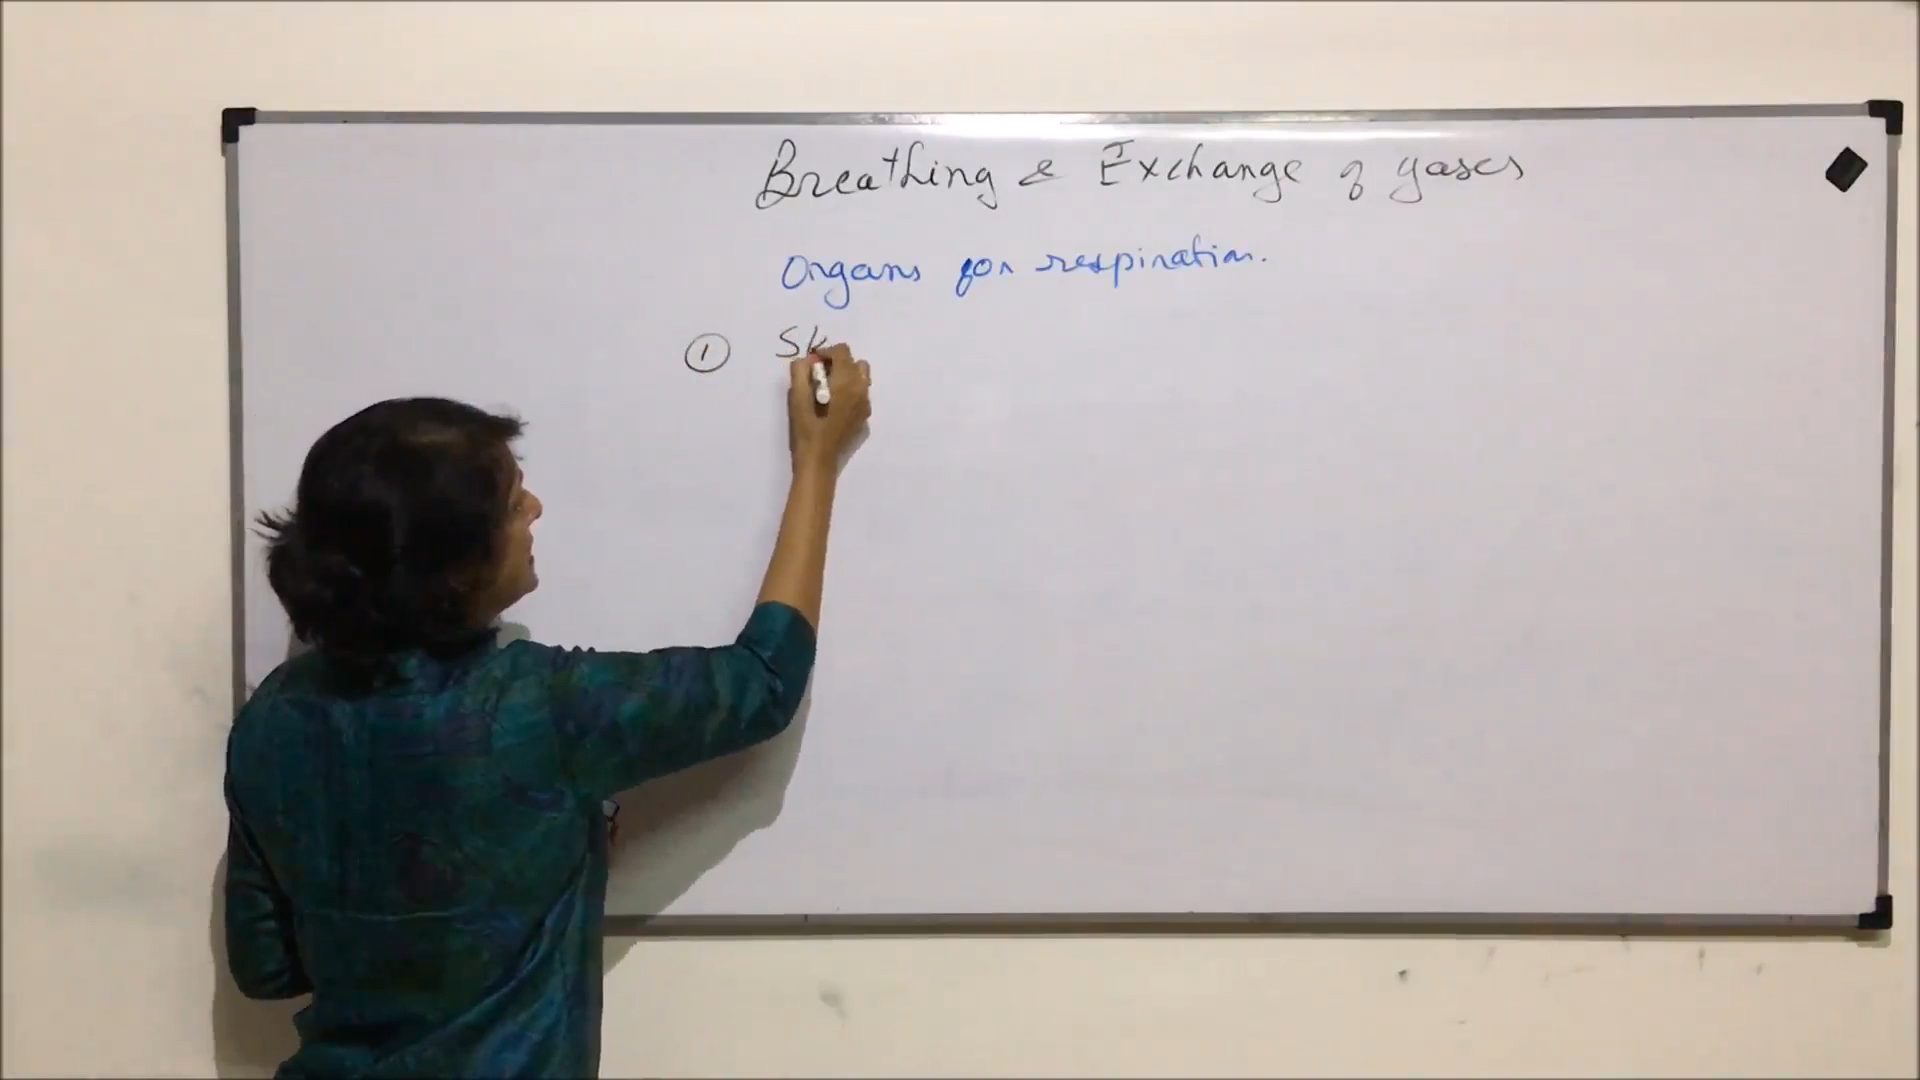 Breathing & Exchange of gases
Organs for respiration.
① Sk